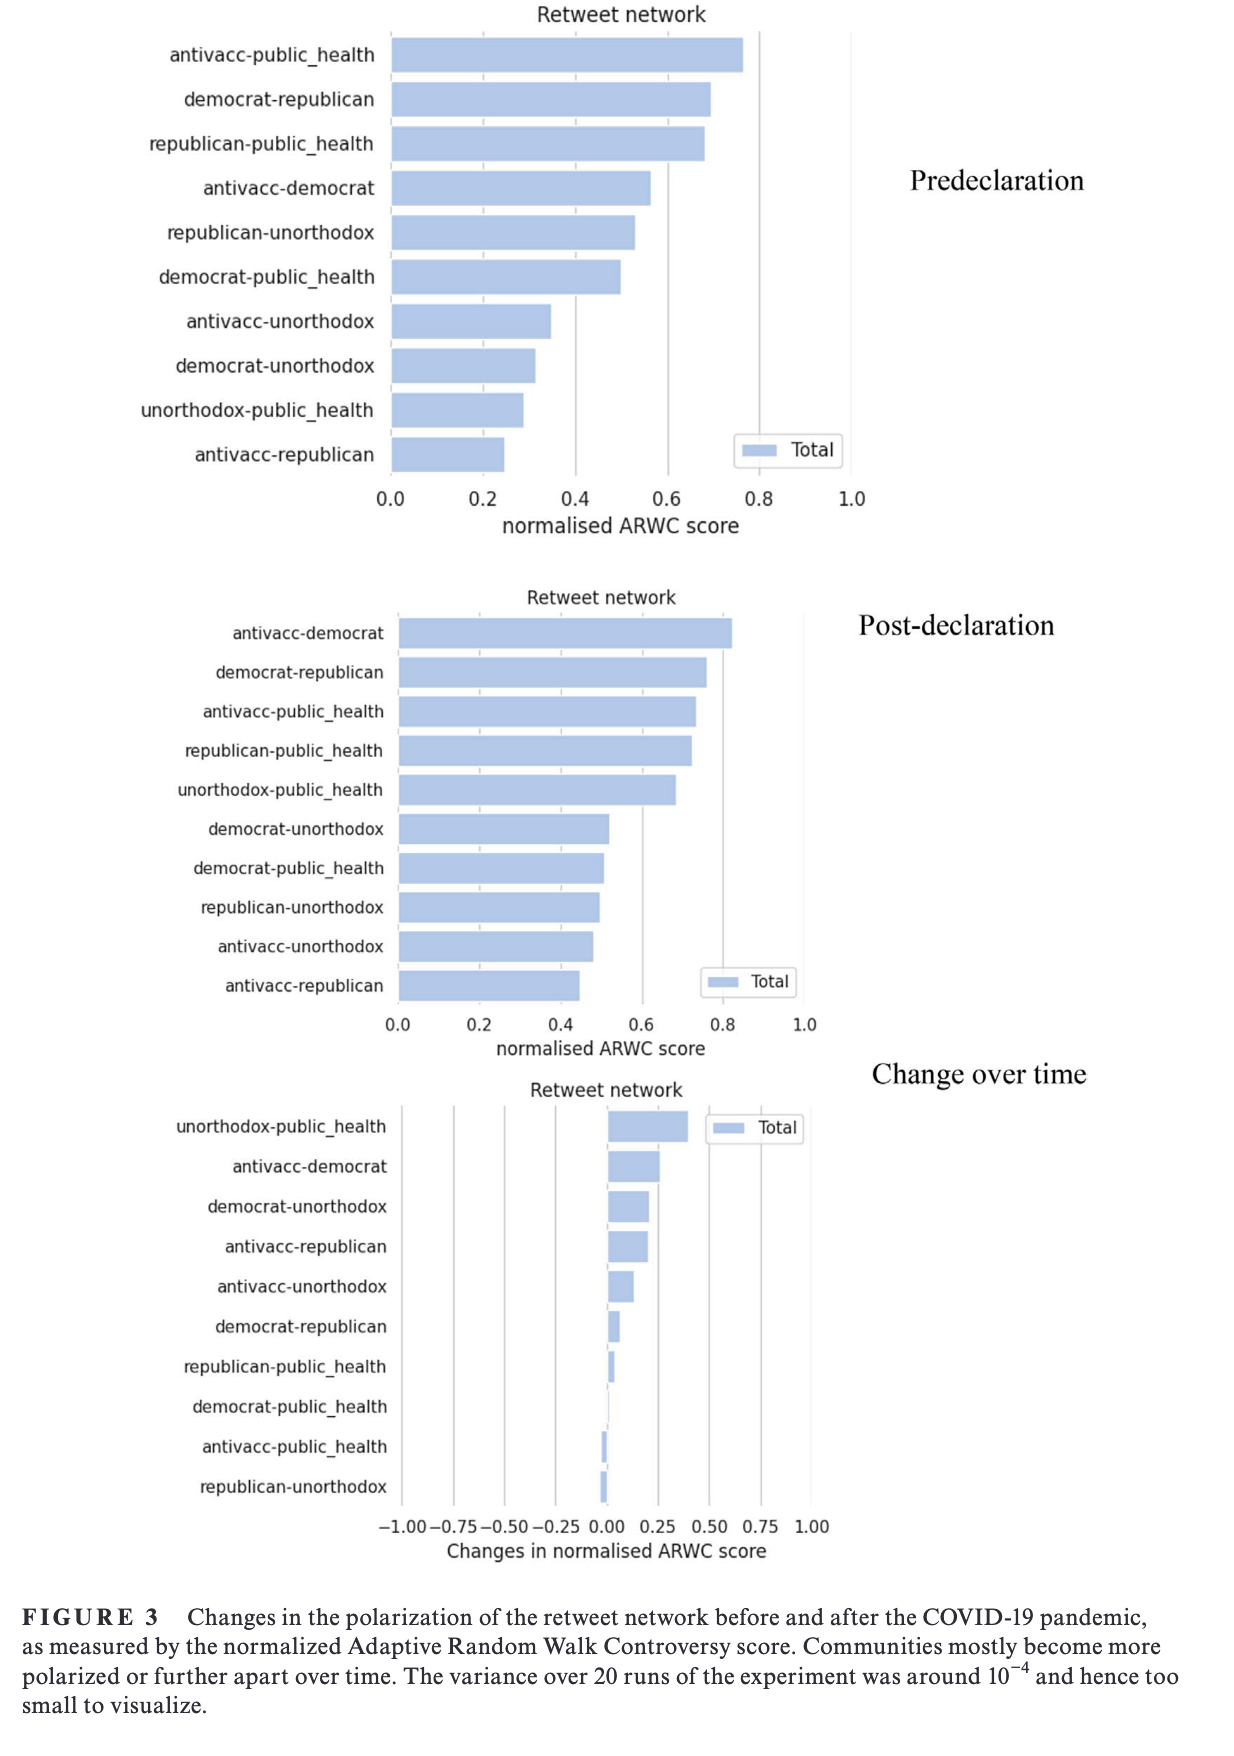 Retweet network
antivacc-public_health
democrat-republican
republican-public_health
antivacc-democrat
republican-unorthodox
democrat-public_health
antivacc-unorthodox
democrat-unorthodox
unorthodox-public_health
antivacc-republican
Predeclaration
Total
0.0 0.2 0.4 0.6 0.8 1.0
normalised ARWC score
Retweet network
Post-declaration
antivacc-democrat
democrat-republican
antivacc-public_health
republican-public_health
unorthodox-public_health
democrat-unorthodox
democrat-public_health
republican-unorthodox
antivacc-unorthodox
antivacc-republican
Total
0.0 0.2 0.4 0.6 0.8 1.0
normalised ARWC score
Change over time
Retweet network
unorthodox-public_health
Total
antivacc-democrat
democrat-unorthodox
antivacc-republican
antivacc-unorthodox
democrat-republican
republican-public_health
democrat-public_health
antivacc-public_health
republican-unorthodox
−1.00 −0.75 −0.50 −0.25 0.00 0.25 0.50 0.75 1.00
Changes in normalised ARWC score
FIGURE 3 Changes in the polarization of the retweet network before and after the COVID-19 pandemic,
as measured by the normalized Adaptive Random Walk Controversy score. Communities mostly become more
polarized or further apart over time. The variance over 20 runs of the experiment was around 10⁻⁴ and hence too
small to visualize.